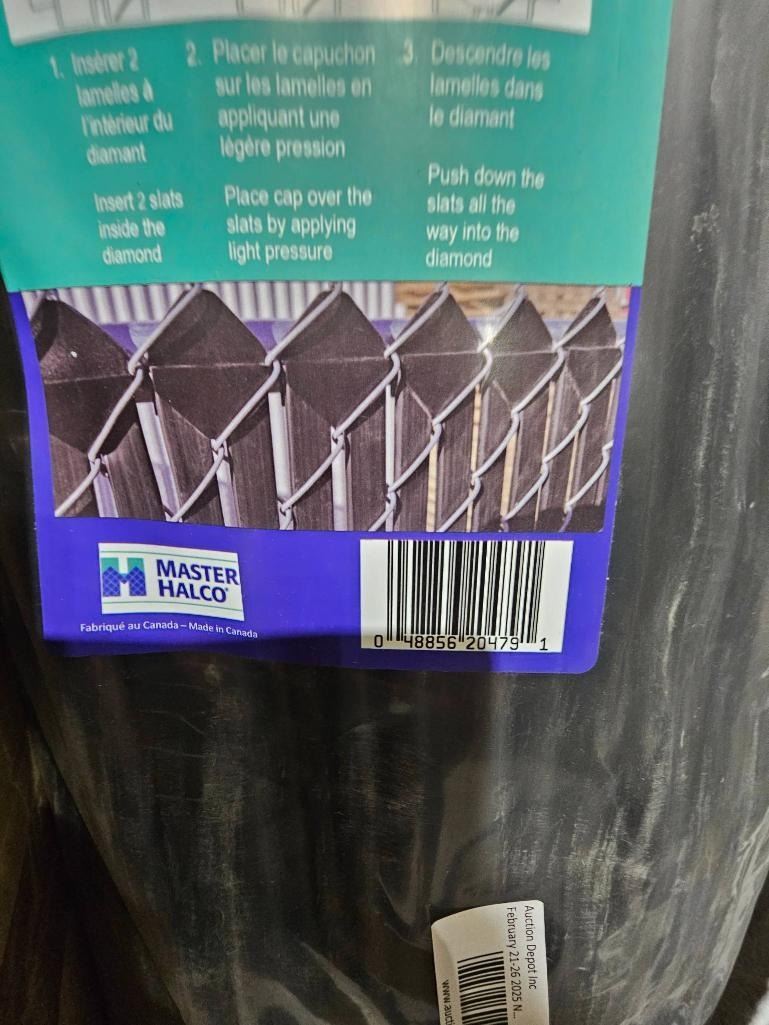 1. Insérer 2
lamelles à
l'intérieur du
diamant
Insert 2 slats
inside the
diamond
2. Placer le capuchon
sur les lamelles en
appliquant une
légère pression
Place cap over the
slats by applying
light pressure
3. Descendre les
lamelles dans
le diamant
Push down the
slats all the
way into the
diamond
MASTER
HALCO®
Fabriqué au Canada – Made in Canada
0 48856 20479 1
Auction Depot Inc
February 21-26 2025 N...